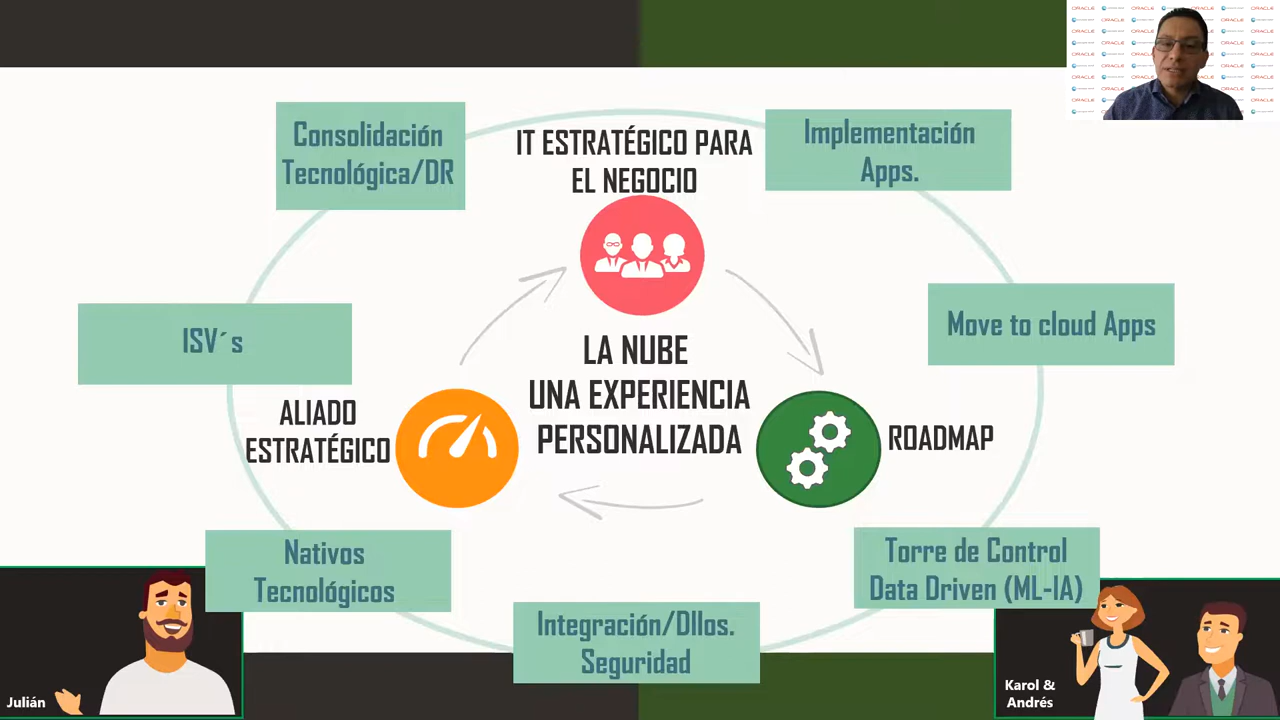 ORACLE
Consolidación
Tecnológica/DR
IT ESTRATÉGICO PARA
EL NEGOCIO
Implementación
Apps.
ISV´s
LA NUBE
UNA EXPERIENCIA
PERSONALIZADA
Move to cloud Apps
ALIADO
ESTRATÉGICO
ROADMAP
Nativos
Tecnológicos
Torre de Control
Data Driven (ML-IA)
Integración/Dllos.
Seguridad
Julián
Karol &
Andrés